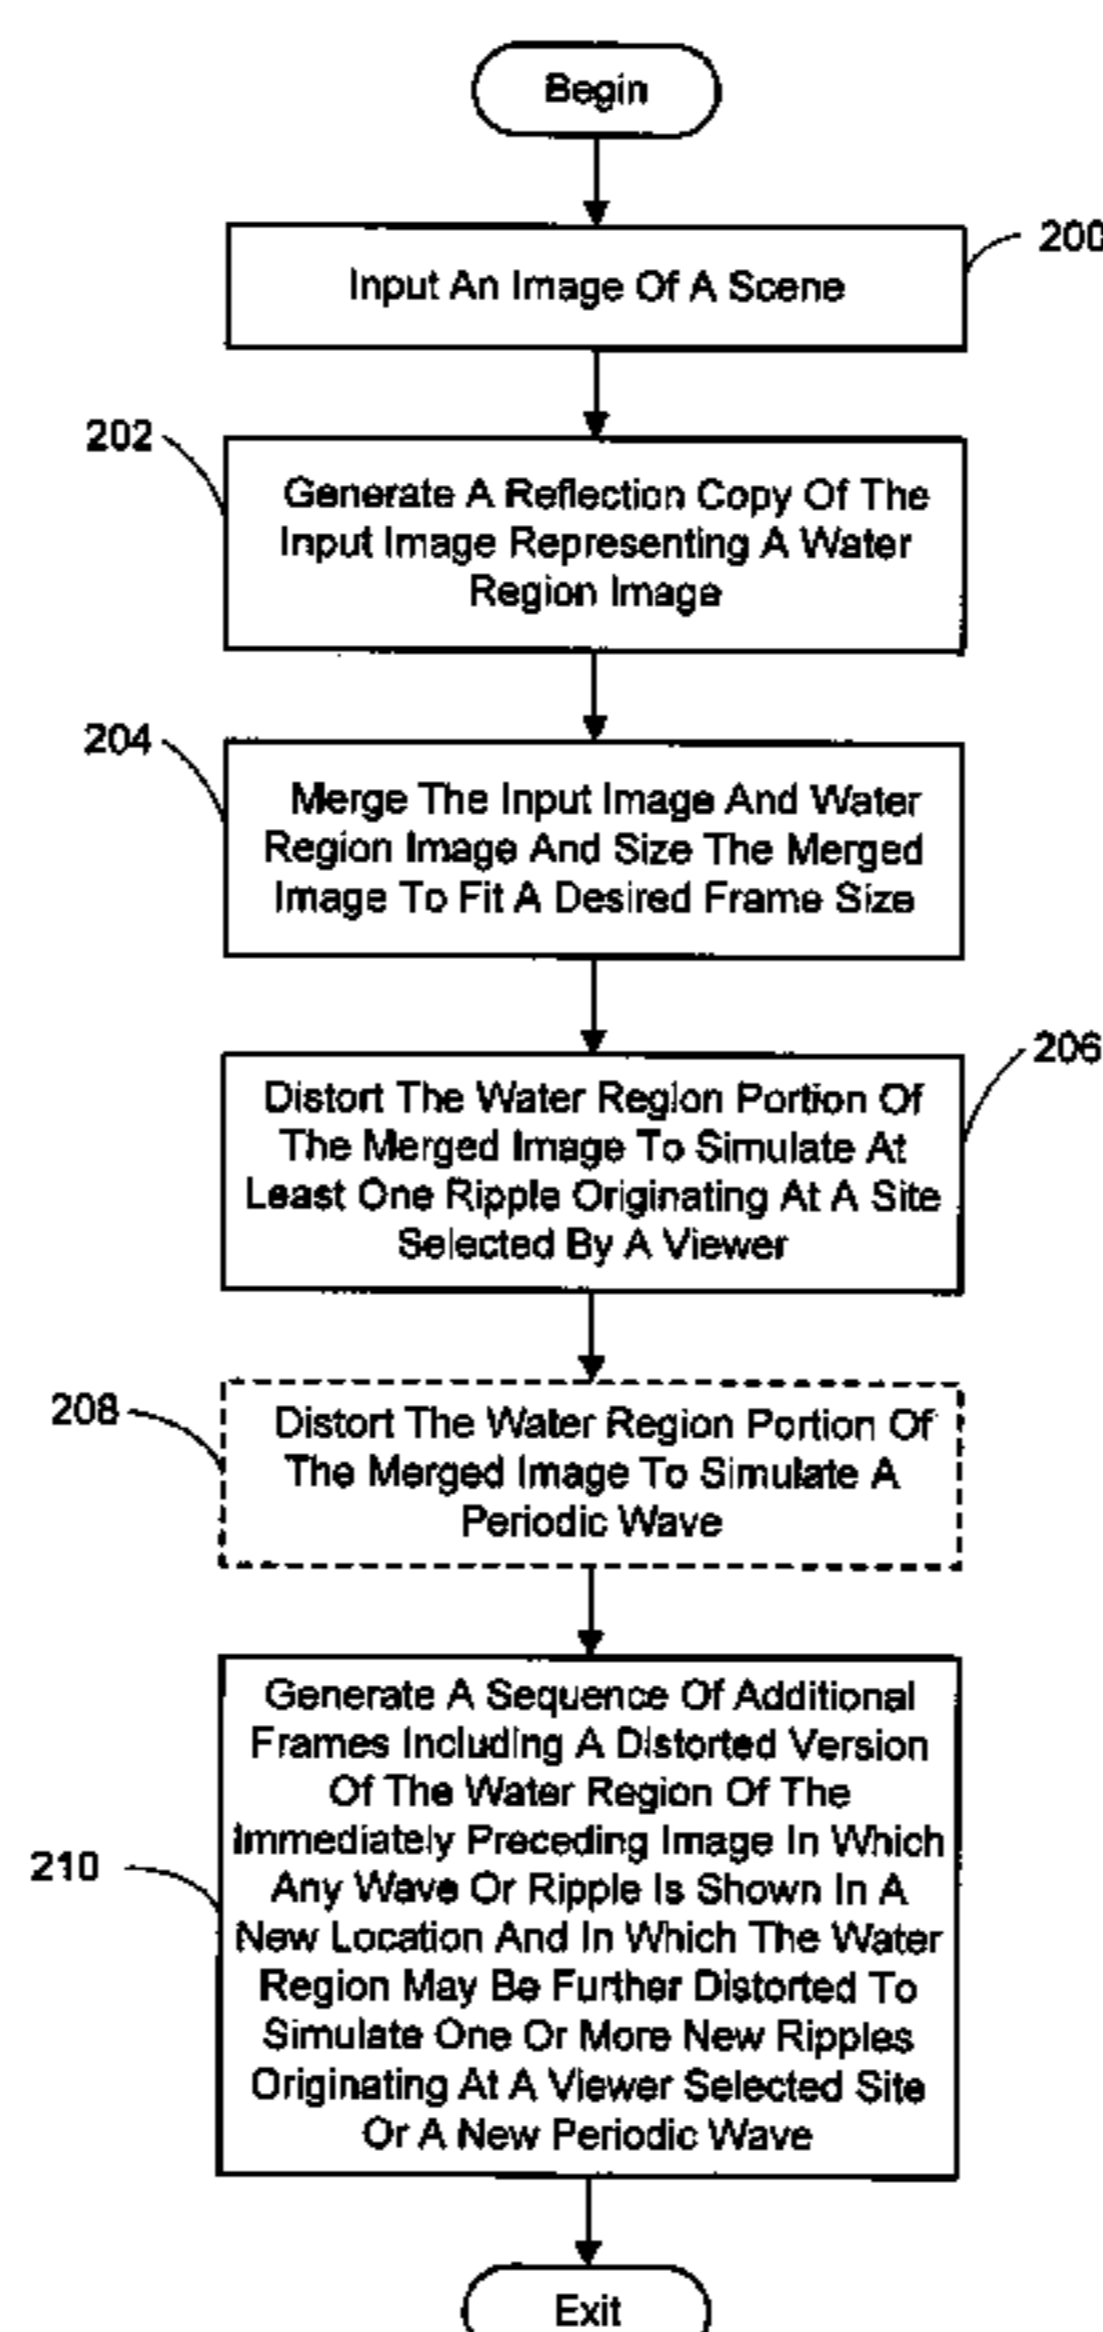 Begin
200
Input An Image Of A Scene
202
Generate A Reflection Copy Of The
Input Image Representing A Water
Region Image
204
Merge The Input Image And Water
Region Image And Size The Merged
Image To Fit A Desired Frame Size
206
Distort The Water Region Portion Of
The Merged Image To Simulate At
Least One Ripple Originating At A Site
Selected By A Viewer
208
Distort The Water Region Portion Of
The Merged Image To Simulate A
Periodic Wave
210
Generate A Sequence Of Additional
Frames Including A Distorted Version
Of The Water Region Of The
Immediately Preceding Image In Which
Any Wave Or Ripple Is Shown In A
New Location And In Which The Water
Region May Be Further Distorted To
Simulate One Or More New Ripples
Originating At A Viewer Selected Site
Or A New Periodic Wave
Exit